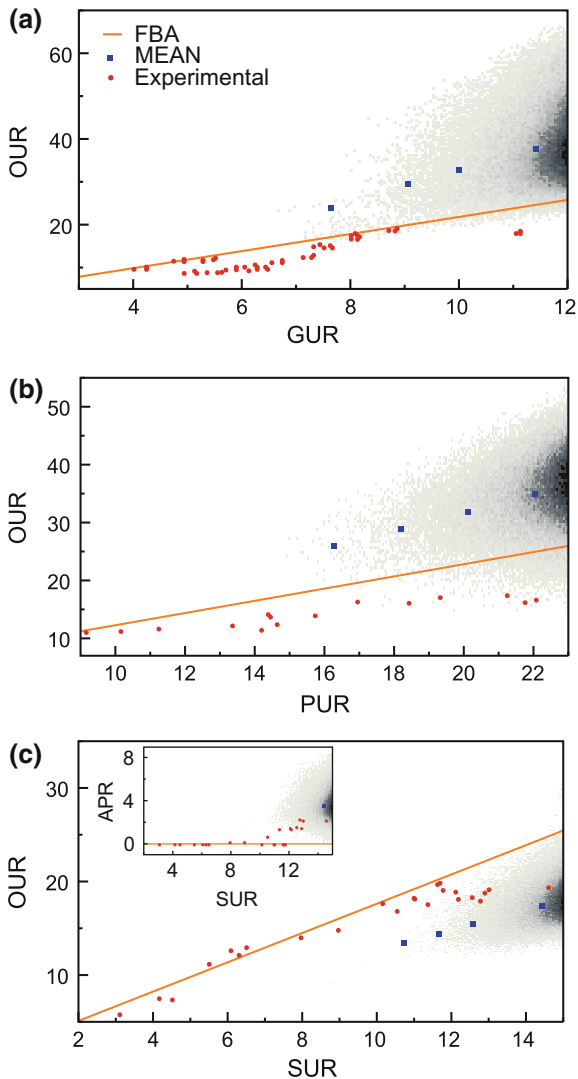 (a)
FBA
MEAN
Experimental
60
40
20
OUR
4 6 8 10 12
GUR
(b)
50
40
30
20
10
OUR
10 12 14 16 18 20 22
PUR
(c)
8
4
0
APR
4 8 12
SUR
30
20
10
OUR
2 4 6 8 10 12 14
SUR